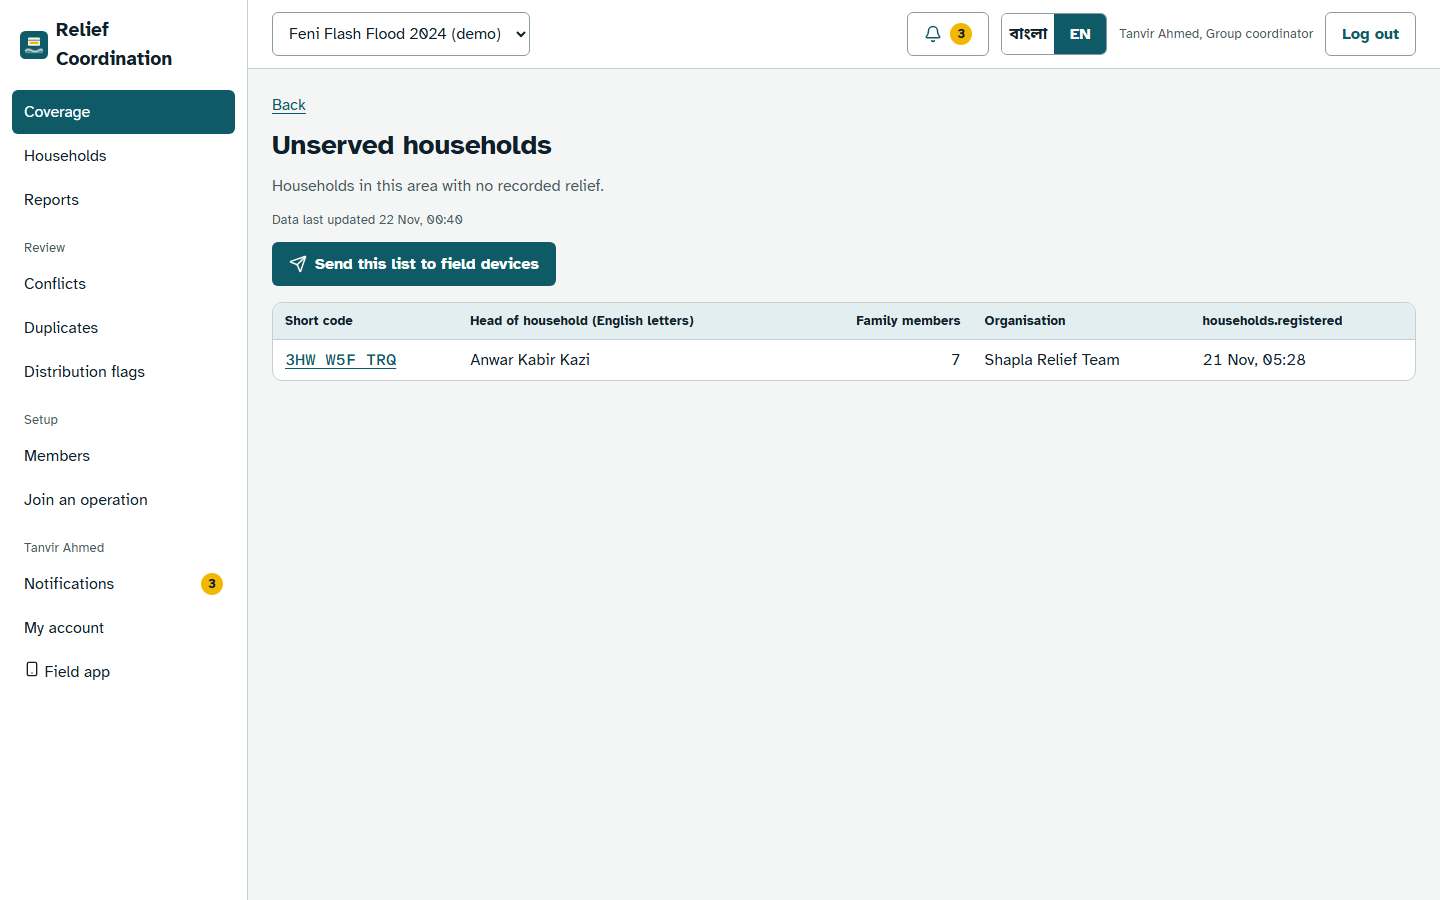 Relief
Coordination
Feni Flash Flood 2024 (demo)
3
বাংলা
EN
Tanvir Ahmed, Group coordinator
Log out
Coverage
Households
Reports
Review
Conflicts
Duplicates
Distribution flags
Setup
Members
Join an operation
Tanvir Ahmed
Notifications 3
My account
Field app
Back
Unserved households
Households in this area with no recorded relief.
Data last updated 22 Nov, 00:40
Send this list to field devices
Short code Head of household (English letters) Family members Organisation households.registered
3HW W5F TRQ Anwar Kabir Kazi 7 Shapla Relief Team 21 Nov, 05:28